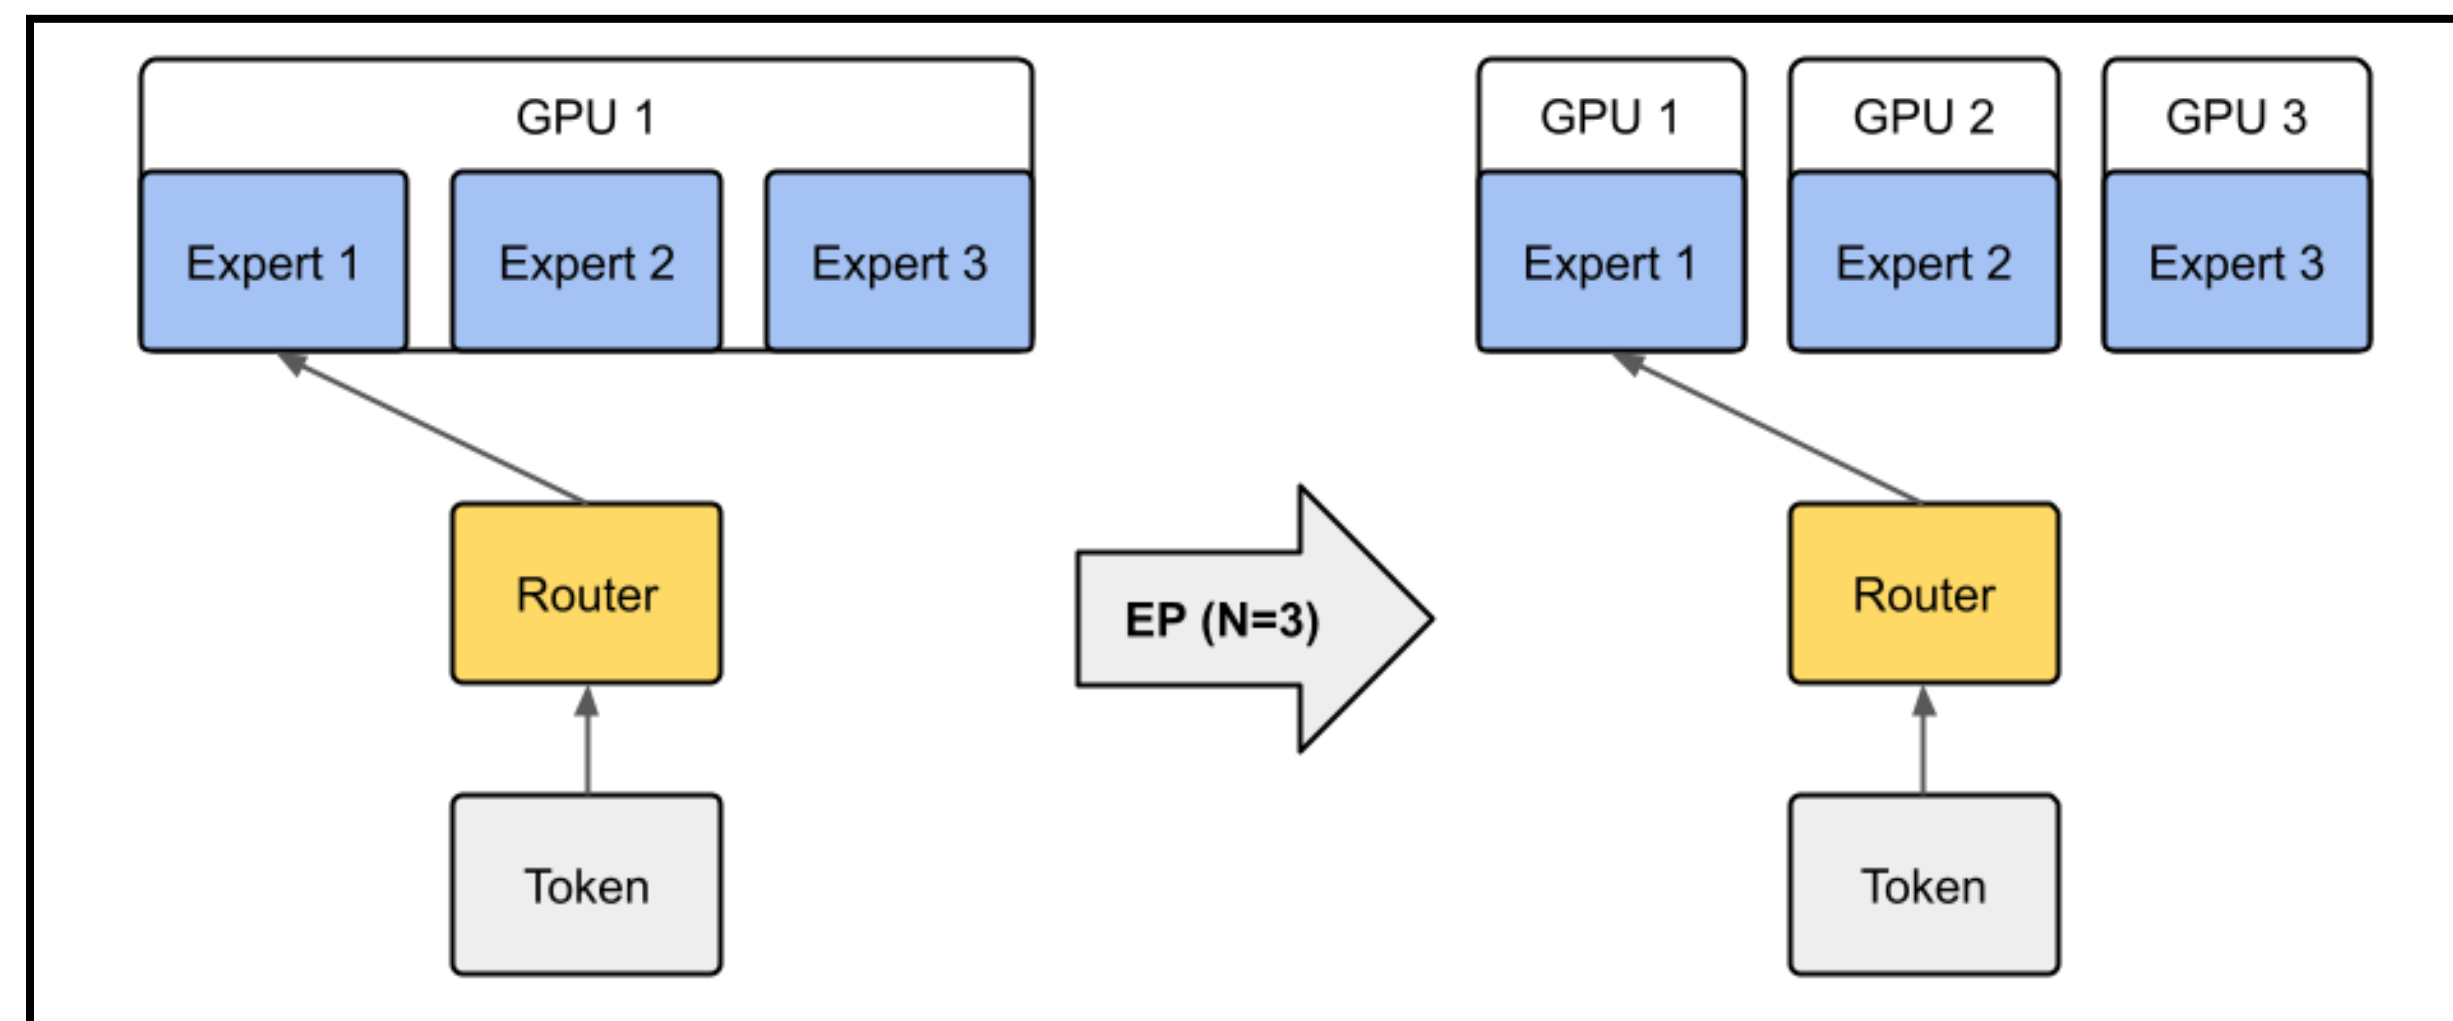 GPU 1
Expert 1
Expert 2
Expert 3
Router
Token
EP (N=3)
GPU 1
GPU 2
GPU 3
Expert 1
Expert 2
Expert 3
Router
Token